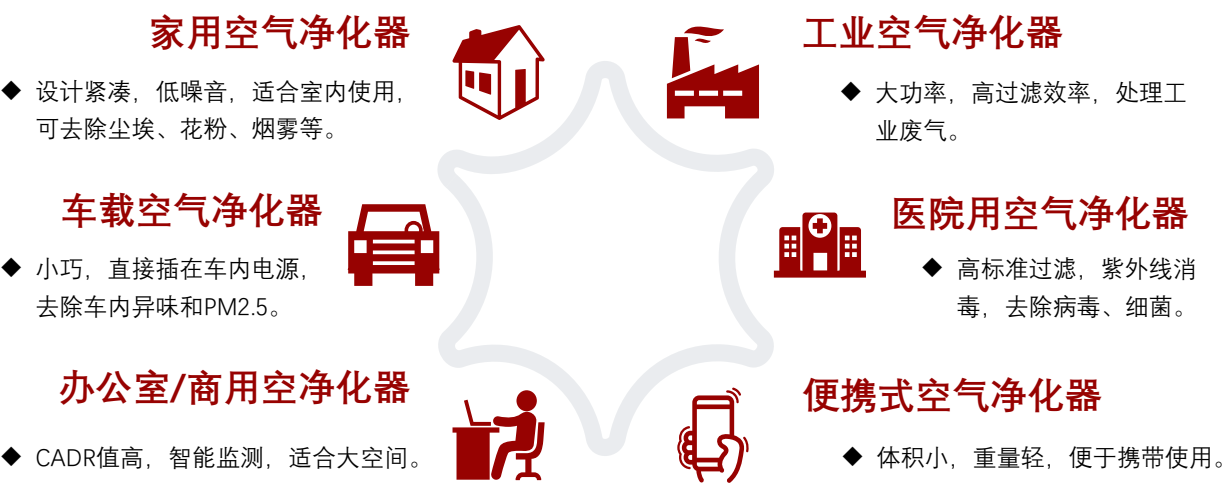 家用空气净化器
◆ 设计紧凑，低噪音，适合室内使用，
可去除尘埃、花粉、烟雾等。
工业空气净化器
◆ 大功率，高过滤效率，处理工
业废气。
车载空气净化器
◆ 小巧，直接插在车内电源，
去除车内异味和PM2.5。
医院用空气净化器
◆ 高标准过滤，紫外线消
毒，去除病毒、细菌。
办公室/商用空净化器
◆ CADR值高，智能监测，适合大空间。
便携式空气净化器
◆ 体积小，重量轻，便于携带使用。